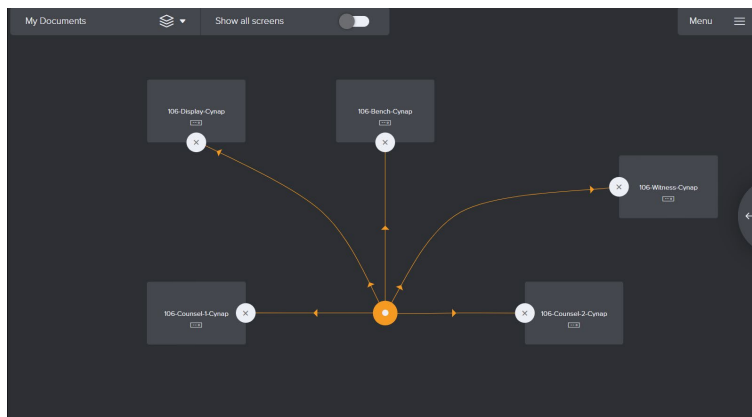 My Documents
Show all screens
Menu
106-Display-Cynap
106-Bench-Cynap
106-Witness-Cynap
106-Counsel-1-Cynap
106-Counsel-2-Cynap